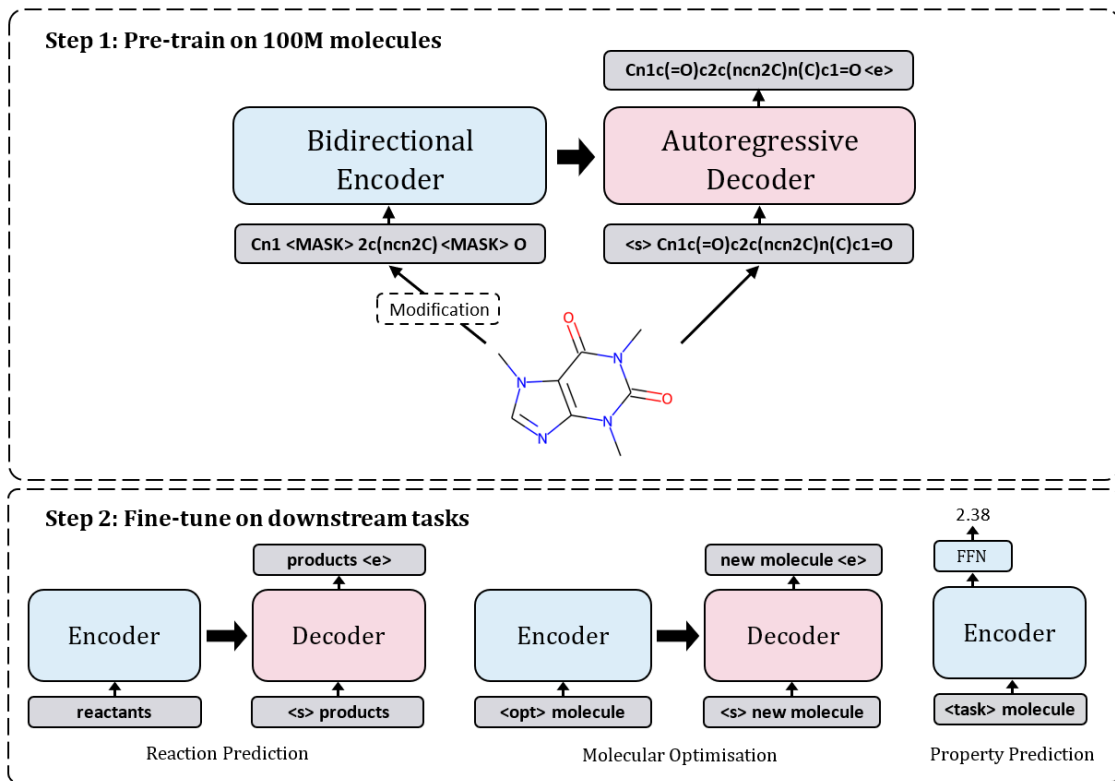 Step 1: Pre-train on 100M molecules
Cn1c(=O)c2c(ncn2C)n(C)c1=O <e>
Bidirectional
Encoder
Autoregressive
Decoder
Cn1 <MASK> 2c(ncn2C) <MASK> O
<s> Cn1c(=O)c2c(ncn2C)n(C)c1=O
Modification
O
N
N
O
N
N
Step 2: Fine-tune on downstream tasks
products <e>
Encoder
Decoder
reactants
<s> products
Reaction Prediction
new molecule <e>
Encoder
Decoder
<opt> molecule
<s> new molecule
Molecular Optimisation
2.38
FFN
Encoder
<task> molecule
Property Prediction